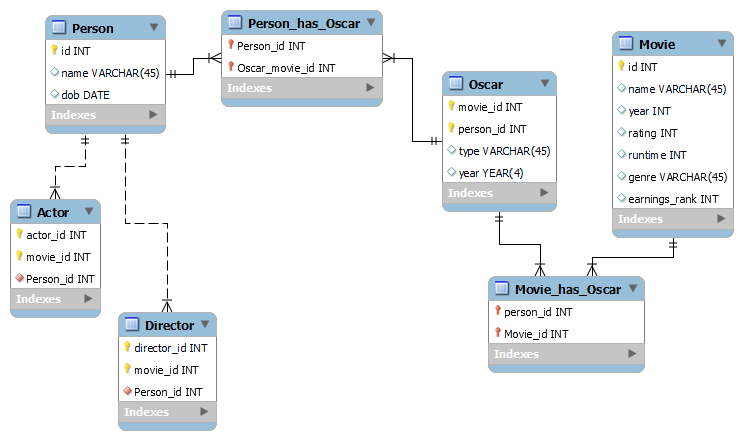 Person
id INT
name VARCHAR(45)
dob DATE
Indexes
Person_has_Oscar
Person_id INT
Oscar_movie_id INT
Indexes
Movie
id INT
name VARCHAR(45)
year INT
rating INT
runtime INT
genre VARCHAR(45)
earnings_rank INT
Indexes
Oscar
movie_id INT
person_id INT
type VARCHAR(45)
year YEAR(4)
Indexes
Actor
actor_id INT
movie_id INT
Person_id INT
Indexes
Director
director_id INT
movie_id INT
Person_id INT
Indexes
Movie_has_Oscar
person_id INT
Movie_id INT
Indexes